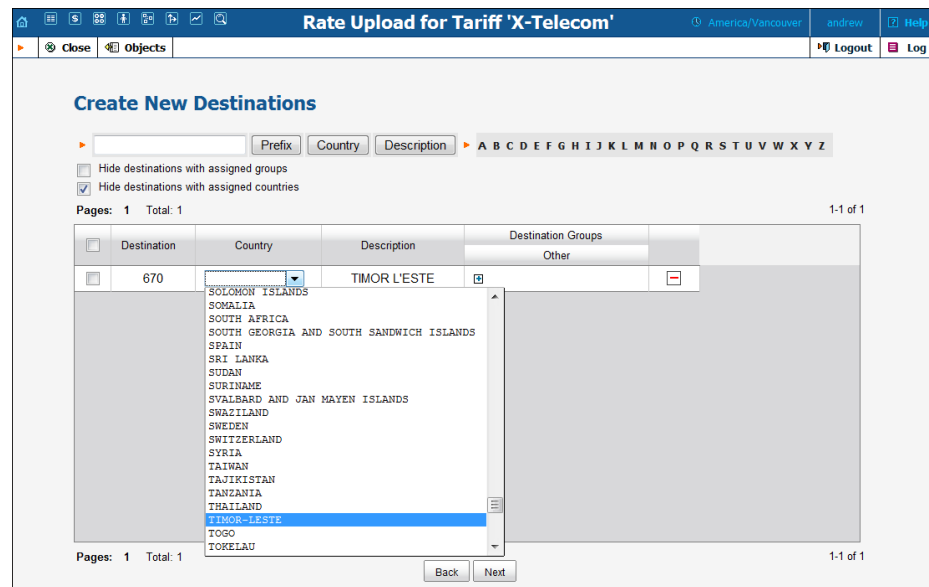 Rate Upload for Tariff 'X-Telecom'
America/Vancouver
andrew
Help
Close
Objects
Logout
Log
Create New Destinations
Prefix
Country
Description
A B C D E F G H I J K L M N O P Q R S T U V W X Y Z
Hide destinations with assigned groups
Hide destinations with assigned countries
Pages: 1 Total: 1
1-1 of 1
Destination
Country
Description
Destination Groups
Other
670
TIMOR L'ESTE
SOLOMON ISLANDS
SOMALIA
SOUTH AFRICA
SOUTH GEORGIA AND SOUTH SANDWICH ISLANDS
SPAIN
SRI LANKA
SUDAN
SURINAME
SVALBARD AND JAN MAYEN ISLANDS
SWAZILAND
SWEDEN
SWITZERLAND
SYRIA
TAIWAN
TAJIKISTAN
TANZANIA
THAILAND
TIMOR-LESTE
TOGO
TOKELAU
Pages: 1 Total: 1
1-1 of 1
Back
Next